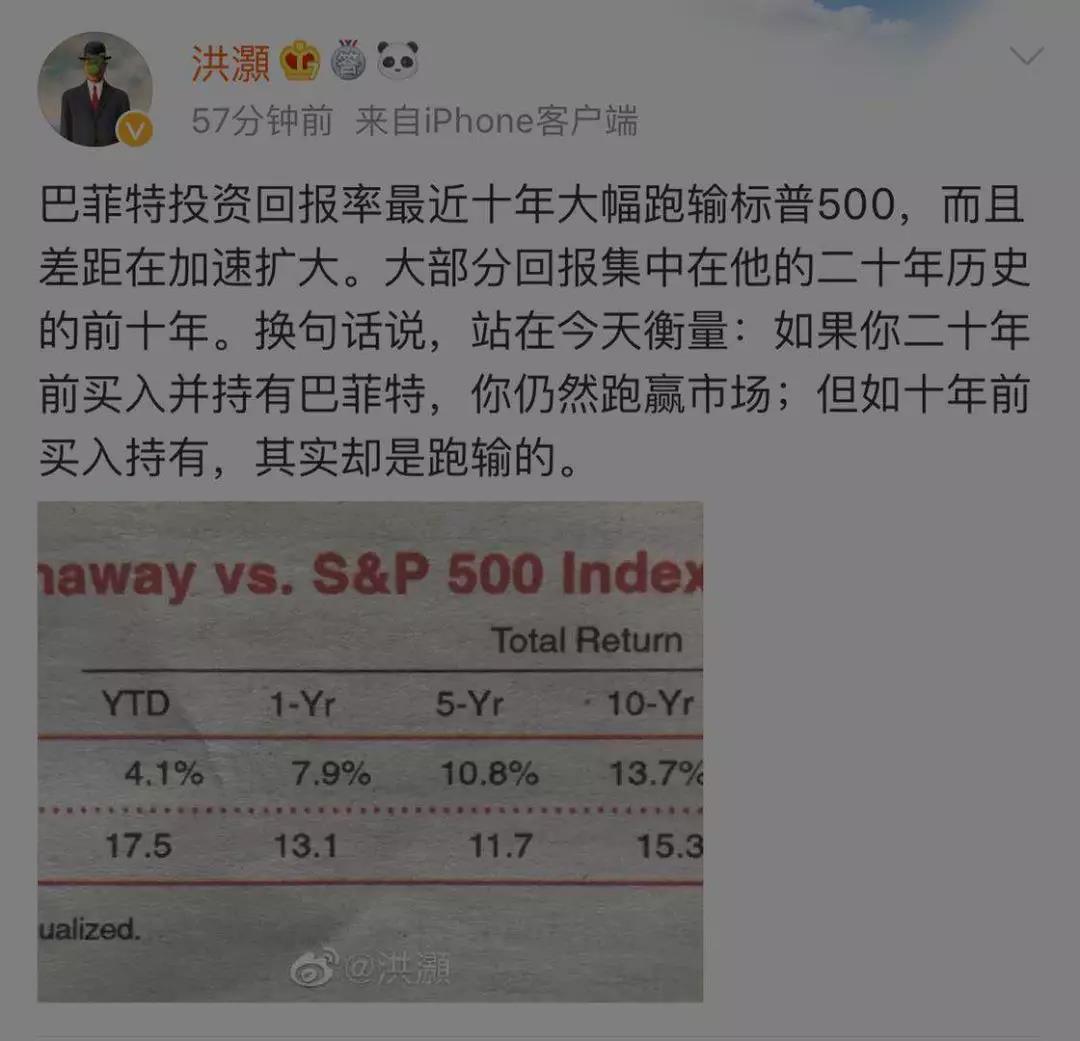 洪灝
57分钟前 来自iPhone客户端
巴菲特投资回报率最近十年大幅跑输标普500，而且
差距在加速扩大。大部分回报集中在他的二十年历史
的前十年。换句话说，站在今天衡量：如果你二十年
前买入并持有巴菲特，你仍然跑赢市场；但如十年前
买入持有，其实却是跑输的。
haway vs. S&P 500 Index
Total Return
YTD 1-Yr 5-Yr 10-Yr
4.1% 7.9% 10.8% 13.7%
17.5 13.1 11.7 15.3
ualized.
@洪灝